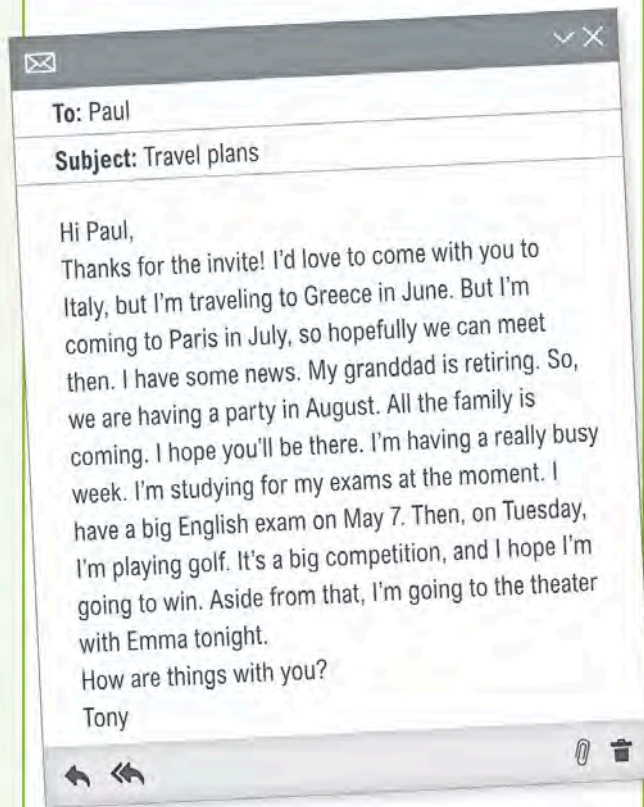 To: Paul
Subject: Travel plans
Hi Paul,
Thanks for the invite! I'd love to come with you to
Italy, but I'm traveling to Greece in June. But I'm
coming to Paris in July, so hopefully we can meet
then. I have some news. My granddad is retiring. So,
we are having a party in August. All the family is
coming. I hope you'll be there. I'm having a really busy
week. I'm studying for my exams at the moment. I
have a big English exam on May 7. Then, on Tuesday,
I'm playing golf. It's a big competition, and I hope I'm
going to win. Aside from that, I'm going to the theater
with Emma tonight.
How are things with you?
Tony